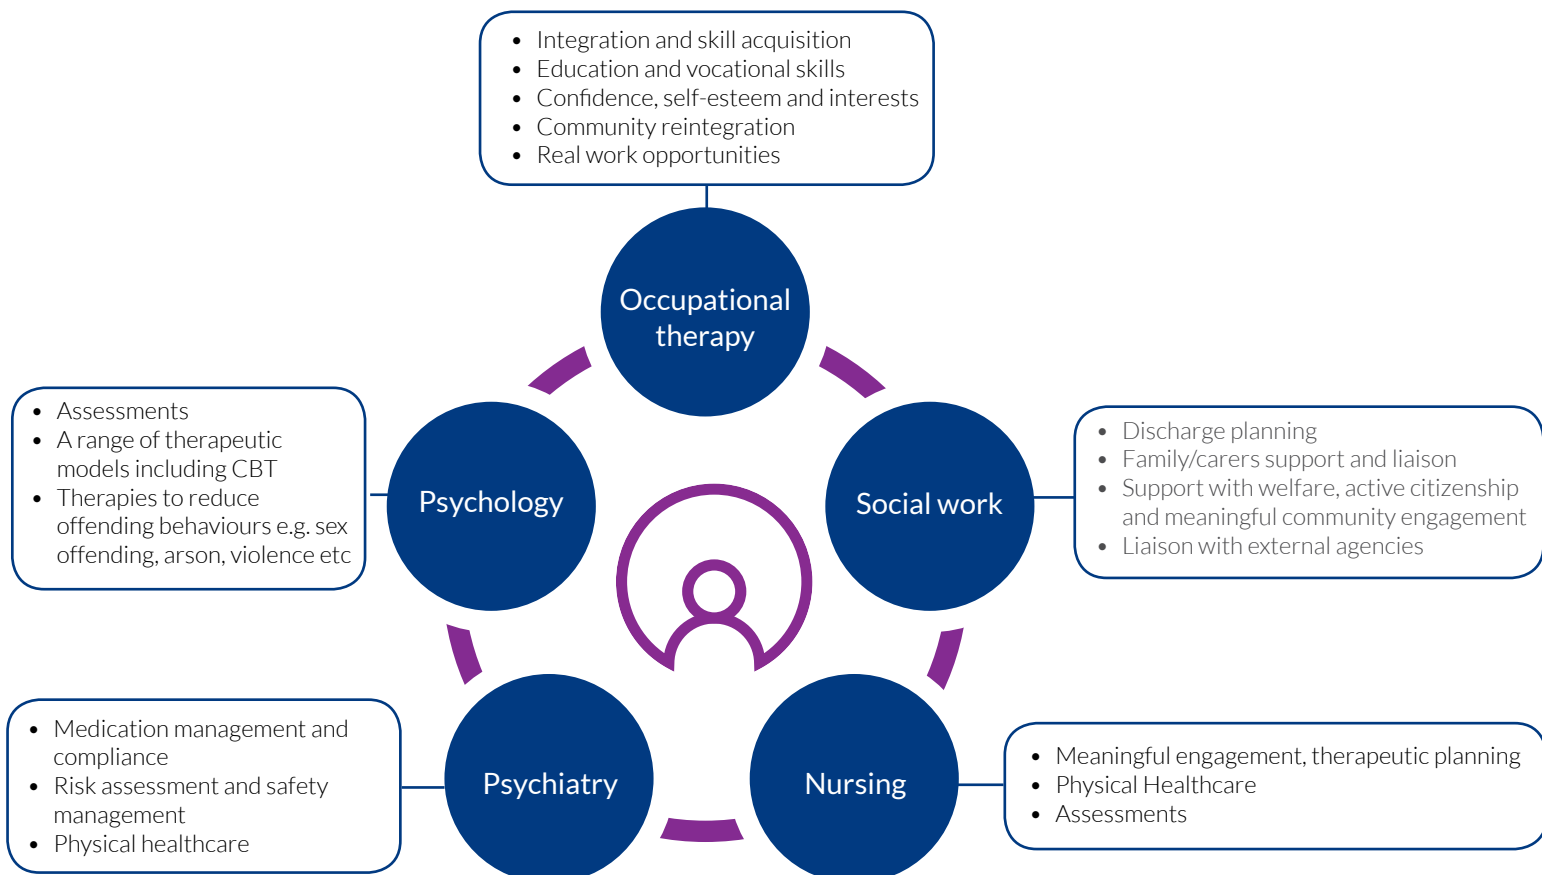 • Integration and skill acquisition
• Education and vocational skills
• Confidence, self-esteem and interests
• Community reintegration
• Real work opportunities
Occupational
therapy
• Assessments
• A range of therapeutic
models including CBT
• Therapies to reduce
offending behaviours e.g. sex
offending, arson, violence etc
Psychology
Social work
• Discharge planning
• Family/carers support and liaison
• Support with welfare, active citizenship
and meaningful community engagement
• Liaison with external agencies
• Medication management and
compliance
• Risk assessment and safety
management
• Physical healthcare
Psychiatry
Nursing
• Meaningful engagement, therapeutic planning
• Physical Healthcare
• Assessments